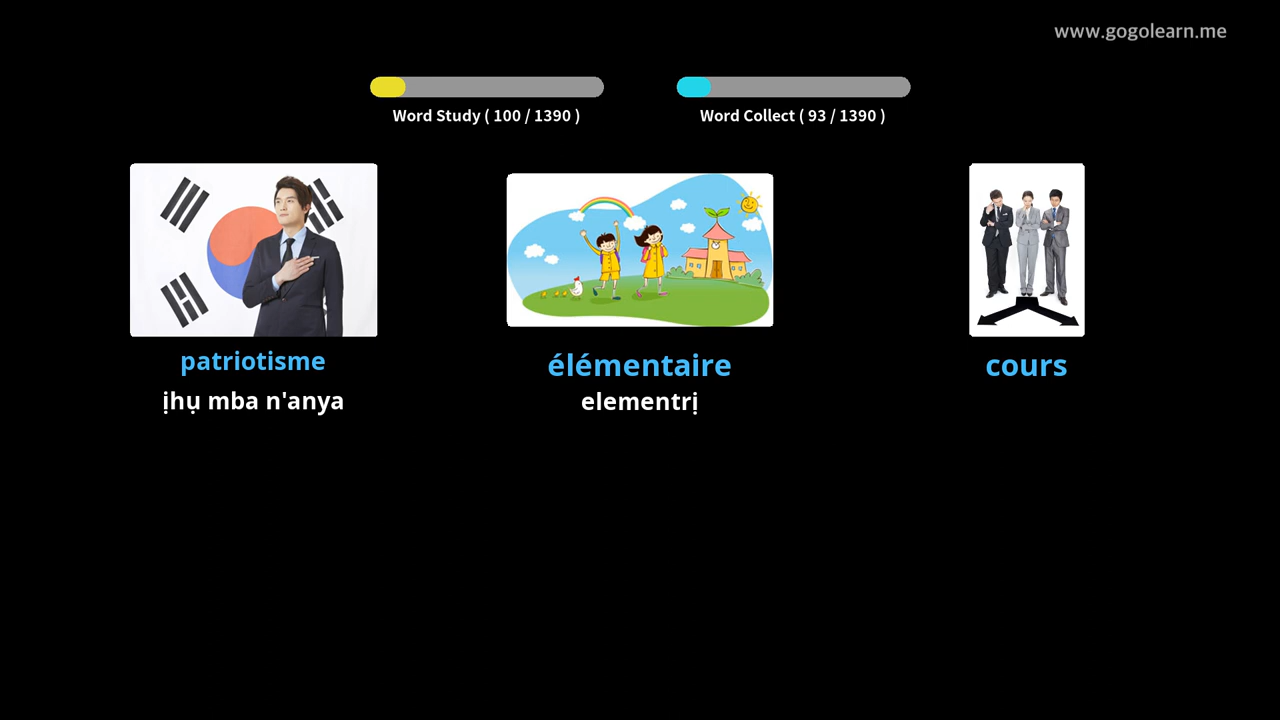 www.gogolearn.me
Word Study ( 100 / 1390 )
Word Collect ( 93 / 1390 )
patriotisme
ịhụ mba n'anya
élémentaire
elementrị
cours